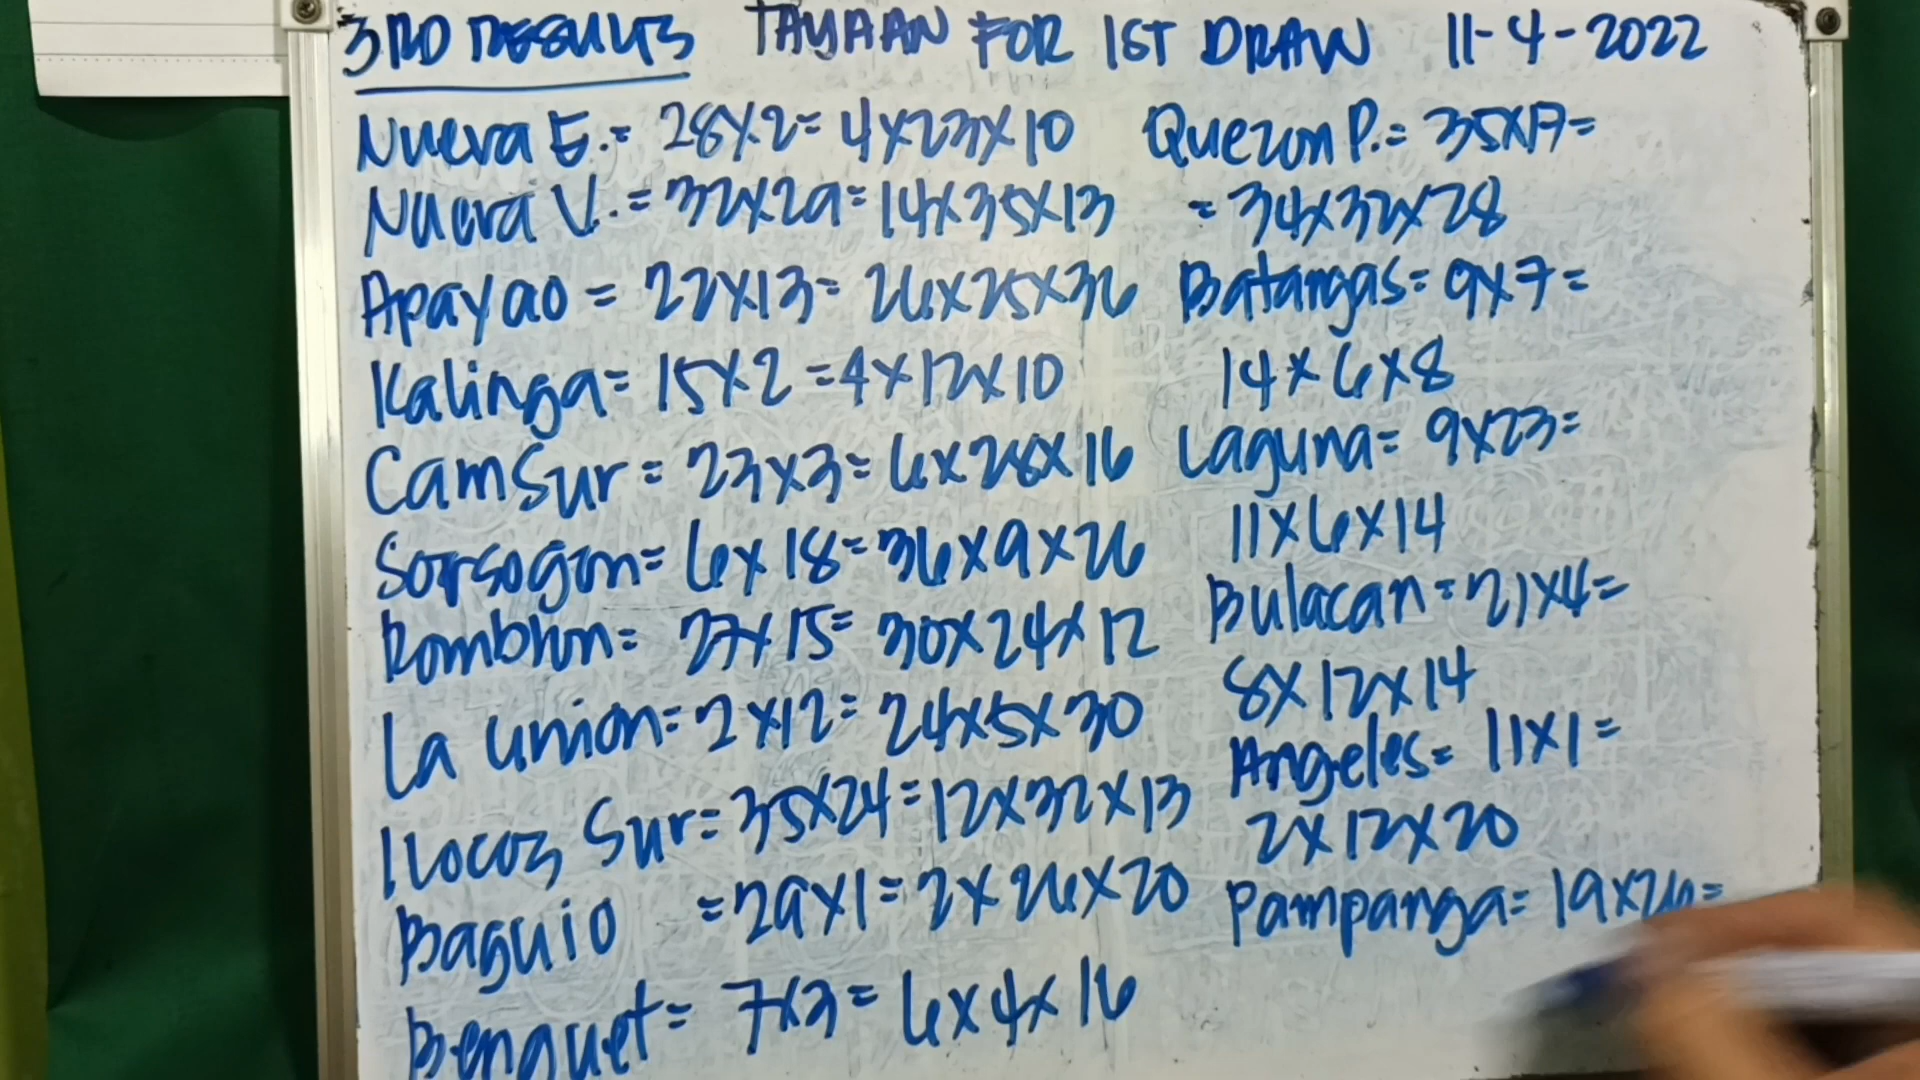 3RD RESULTS TAYAAN FOR 1ST DRAW 11-4-2022
Nueva E.= 28x2= 4x23x10
Nueva V.= 32x29= 14x35x13
Apayao = 22x13= 26x25x36
Kalinga= 15x2 =4x12x10
CamSur = 23x3= 6x28x16
Sorsogon= 6x18= 36x9x26
Romblon= 27x15= 30x24x12
La Union= 2x12= 24x5x30
Ilocos Sur= 35x24= 12x32x13
Baguio =29x1= 2x26x20
Benguet= 7x3= 6x4x16
Quezon P.= 35x17=
= 34x32x28
Batangas= 9x7=
14x6x8
Laguna= 9x23=
11x6x14
Bulacan= 21x4=
8x12x14
Angeles= 11x1=
2x12x20
Pampanga= 19x26=